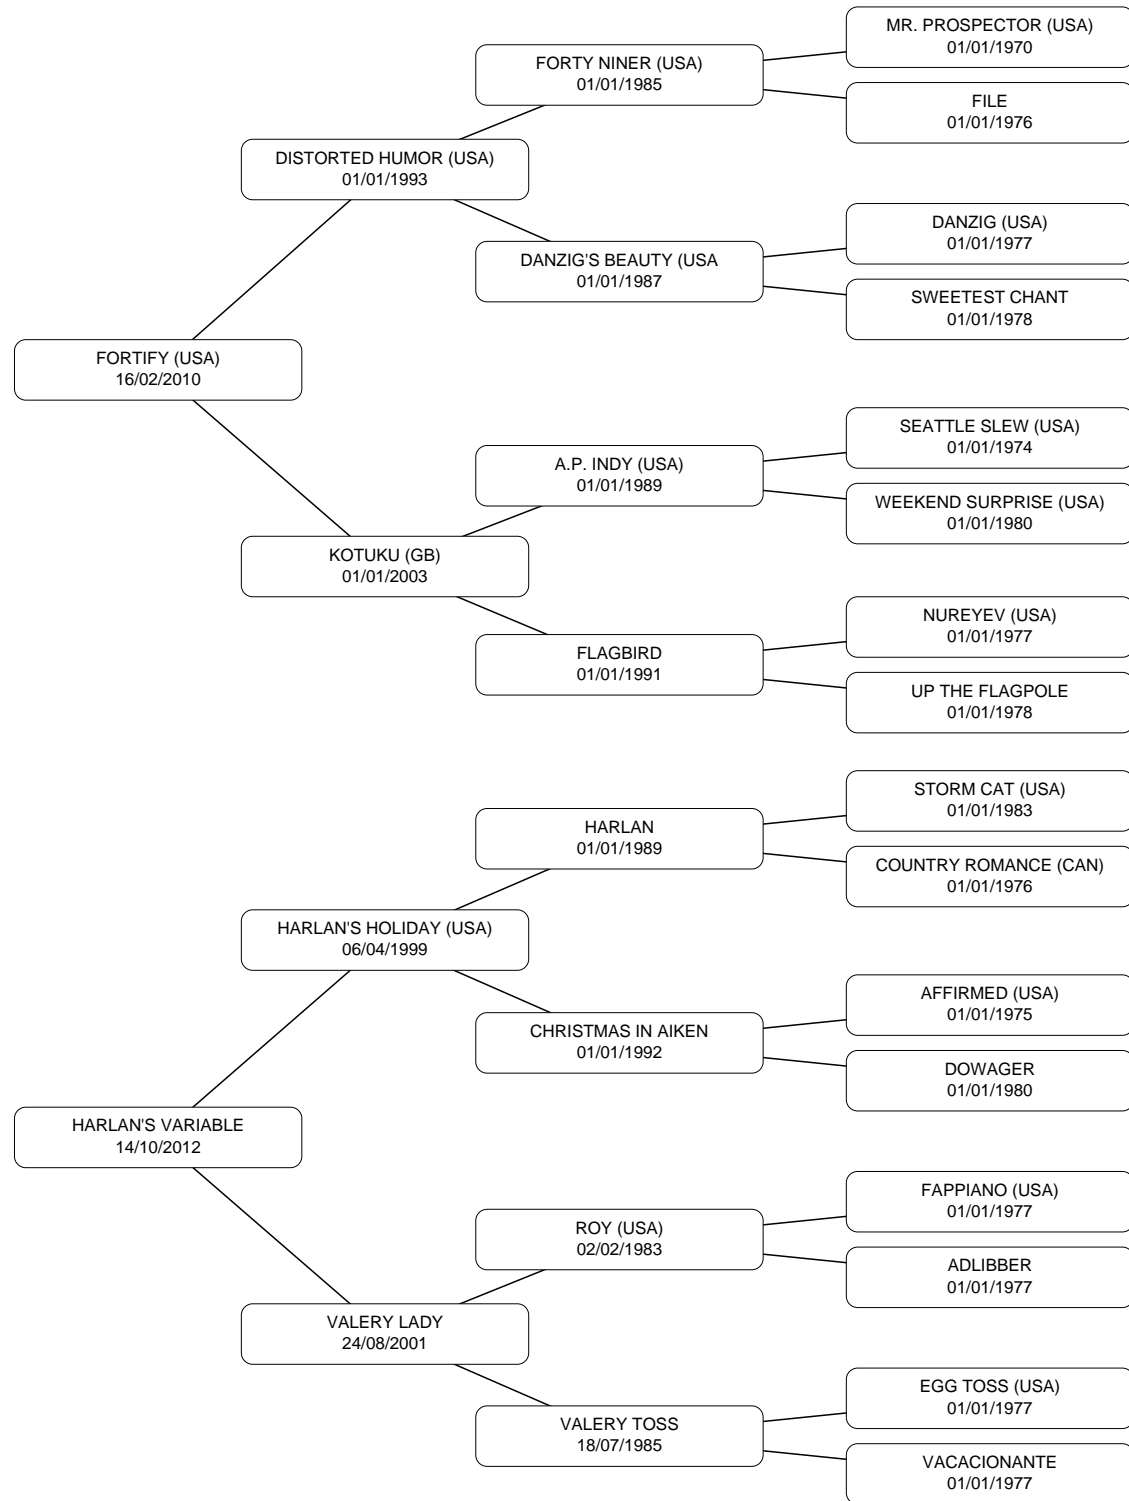 MR. PROSPECTOR (USA)
01/01/1970
FORTY NINER (USA)
01/01/1985
FILE
01/01/1976
DISTORTED HUMOR (USA)
01/01/1993
DANZIG (USA)
01/01/1977
DANZIG'S BEAUTY (USA
01/01/1987
SWEETEST CHANT
01/01/1978
FORTIFY (USA)
16/02/2010
SEATTLE SLEW (USA)
01/01/1974
A.P. INDY (USA)
01/01/1989
WEEKEND SURPRISE (USA)
01/01/1980
KOTUKU (GB)
01/01/2003
NUREYEV (USA)
01/01/1977
FLAGBIRD
01/01/1991
UP THE FLAGPOLE
01/01/1978
STORM CAT (USA)
01/01/1983
HARLAN
01/01/1989
COUNTRY ROMANCE (CAN)
01/01/1976
HARLAN'S HOLIDAY (USA)
06/04/1999
AFFIRMED (USA)
01/01/1975
CHRISTMAS IN AIKEN
01/01/1992
DOWAGER
01/01/1980
HARLAN'S VARIABLE
14/10/2012
FAPPIANO (USA)
01/01/1977
ROY (USA)
02/02/1983
ADLIBBER
01/01/1977
VALERY LADY
24/08/2001
EGG TOSS (USA)
01/01/1977
VALERY TOSS
18/07/1985
VACACIONANTE
01/01/1977